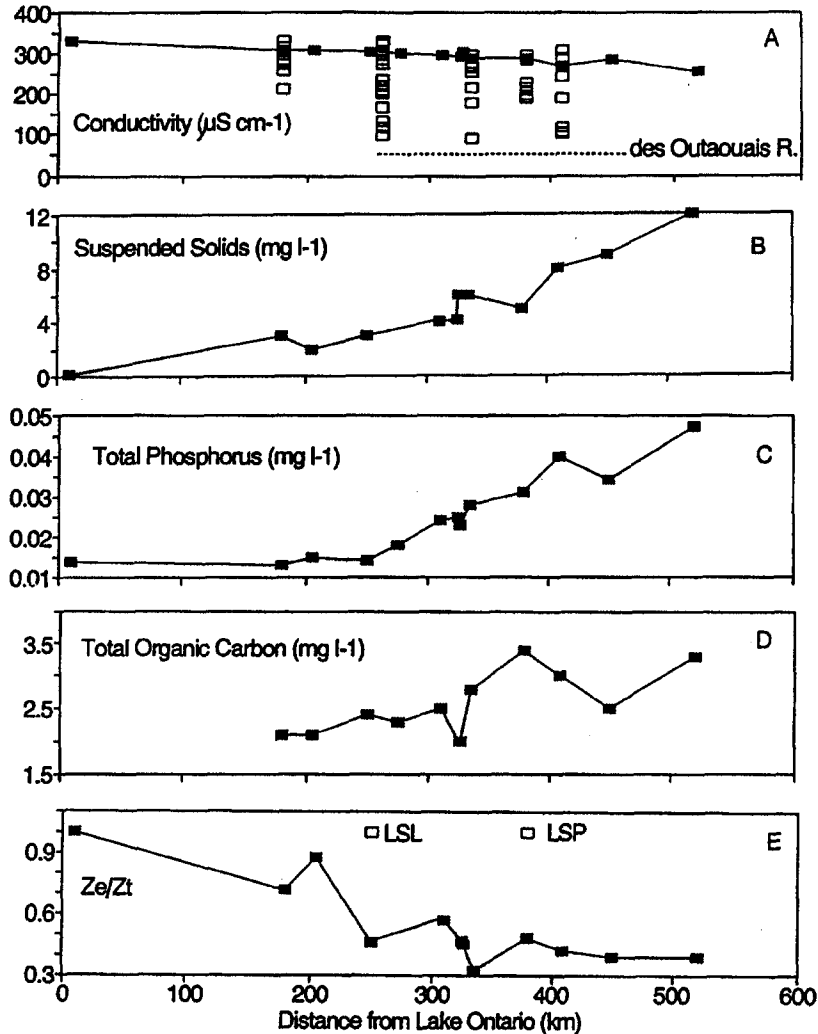 400
300
200
100
0
A
Conductivity (µS cm-1)
des Outaouais R.
12
8
4
0
Suspended Solids (mg l-1)
B
0.05
0.04
0.03
0.02
0.01
Total Phosphorus (mg l-1)
C
3.5
2.5
1.5
Total Organic Carbon (mg l-1)
D
0.9
0.6
0.3
LSL
LSP
E
Ze/Zt
0 100 200 300 400 500 600
Distance from Lake Ontario (km)